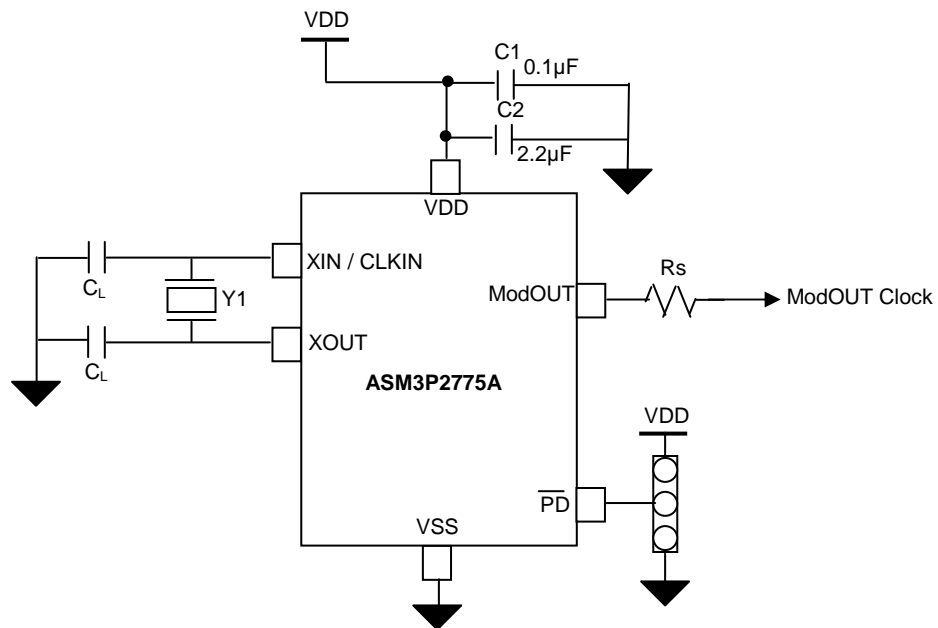 VDD
C1
0.1µF
C2
2.2µF
VDD
XIN / CLKIN
CL
Y1
Rs
ModOUT
ModOUT Clock
XOUT
CL
ASM3P2775A
VDD
PD
VSS